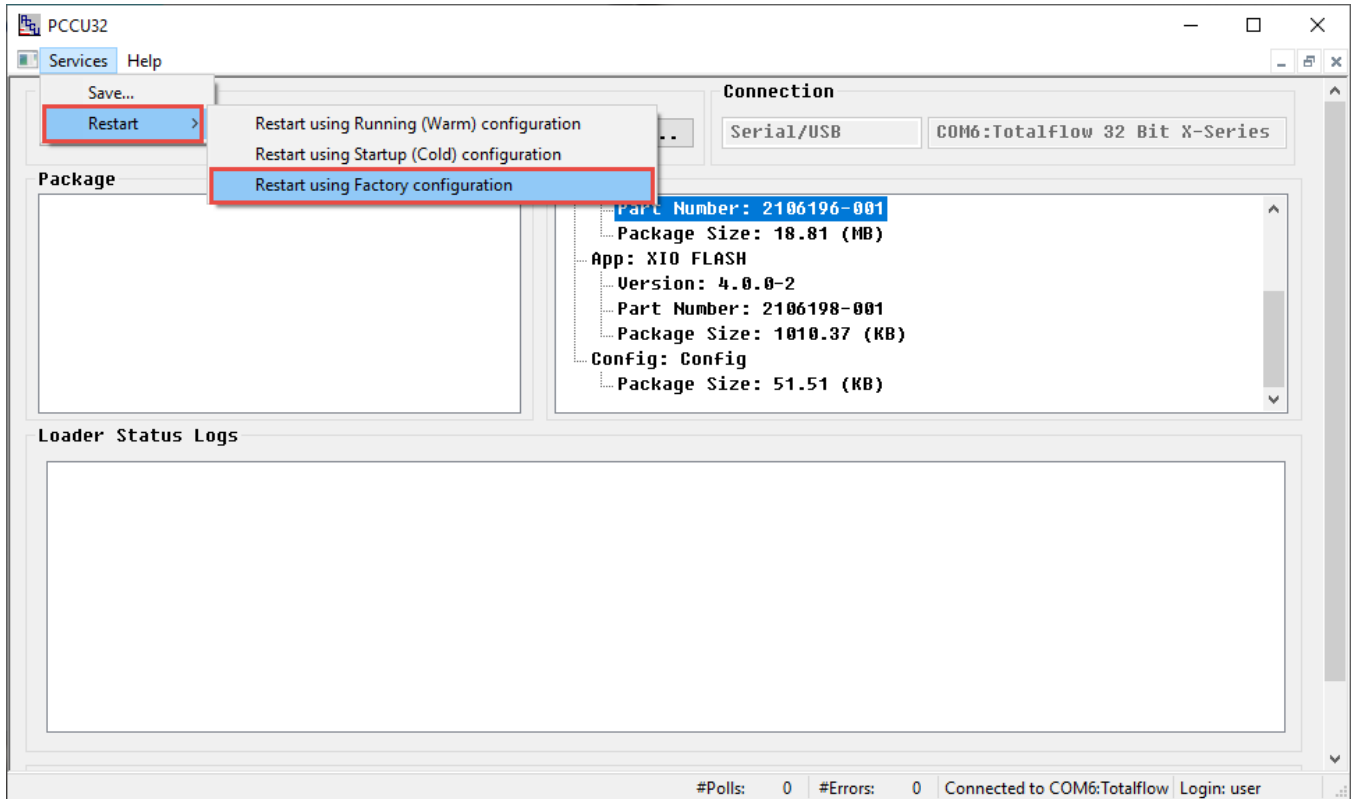 PCCU32
Services Help
Save...
Restart
Restart using Running (Warm) configuration
Restart using Startup (Cold) configuration
Restart using Factory configuration
..
Connection
Serial/USB
COM6:Totalflow 32 Bit X-Series
Package
Part Number: 2106196-001
Package Size: 18.81 (MB)
App: XIO FLASH
Version: 4.0.0-2
Part Number: 2106198-001
Package Size: 1010.37 (KB)
Config: Config
Package Size: 51.51 (KB)
Loader Status Logs
#Polls: 0 #Errors: 0 Connected to COM6:Totalflow Login: user